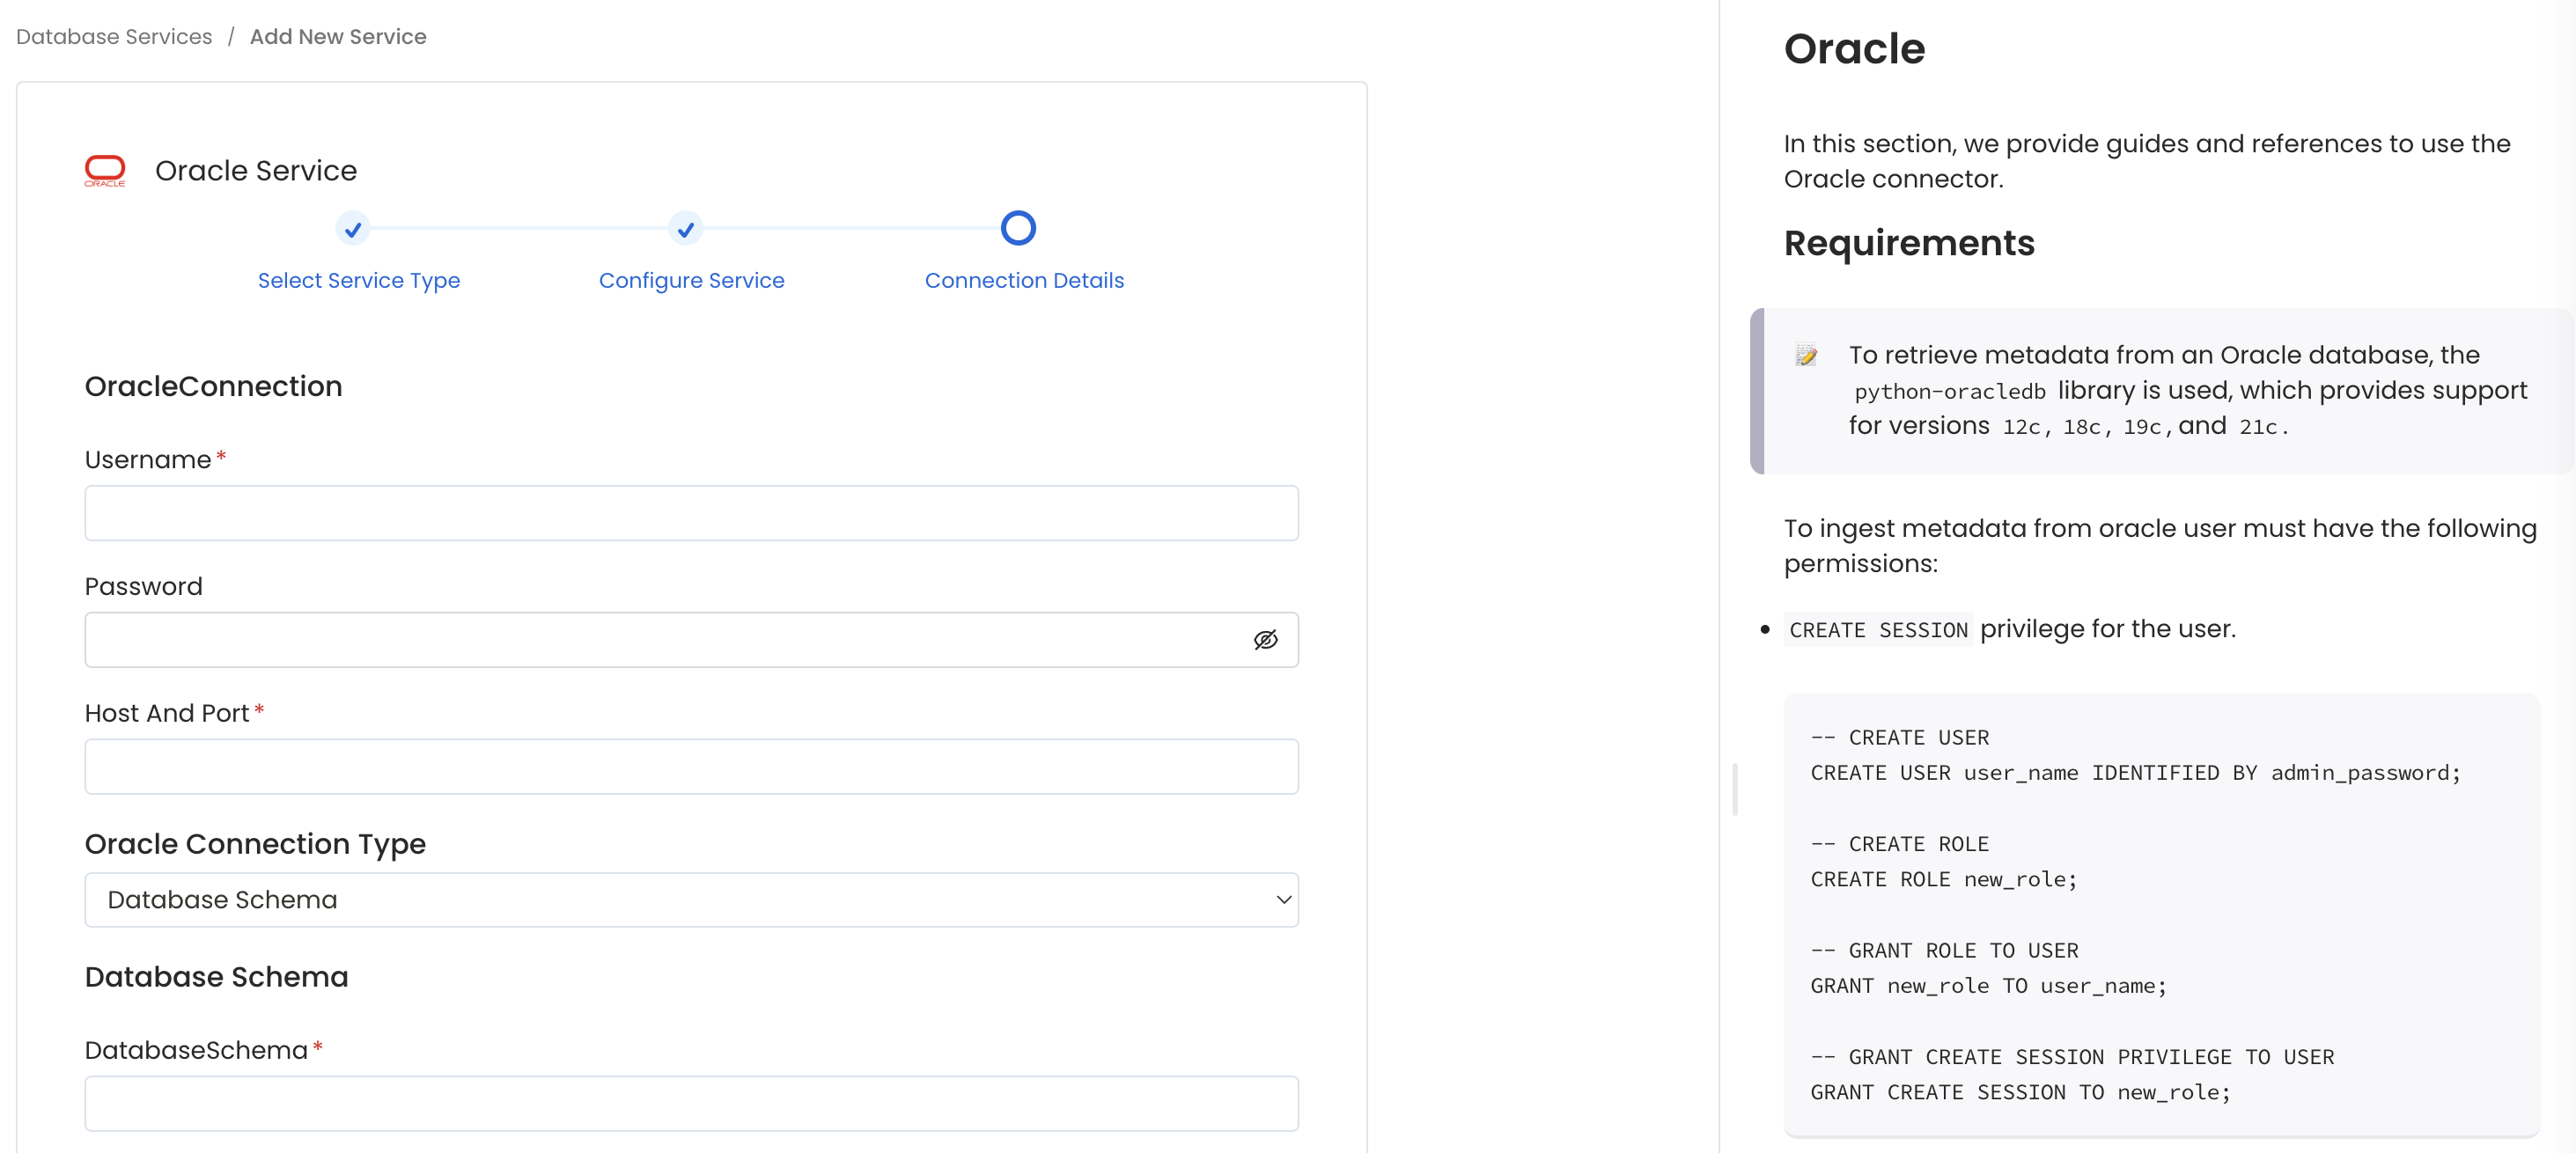 Database Services / Add New Service
ORACLE
Oracle Service
Select Service Type
Configure Service
Connection Details
OracleConnection
Username*
Password
Host And Port*
Oracle Connection Type
Database Schema
Database Schema
DatabaseSchema*
Oracle
In this section, we provide guides and references to use the
Oracle connector.
Requirements
To retrieve metadata from an Oracle database, the
python-oracledb library is used, which provides support
for versions 12c, 18c, 19c, and 21c.
To ingest metadata from oracle user must have the following
permissions:
• CREATE SESSION privilege for the user.
-- CREATE USER
CREATE USER user_name IDENTIFIED BY admin_password;
-- CREATE ROLE
CREATE ROLE new_role;
-- GRANT ROLE TO USER
GRANT new_role TO user_name;
-- GRANT CREATE SESSION PRIVILEGE TO USER
GRANT CREATE SESSION TO new_role;